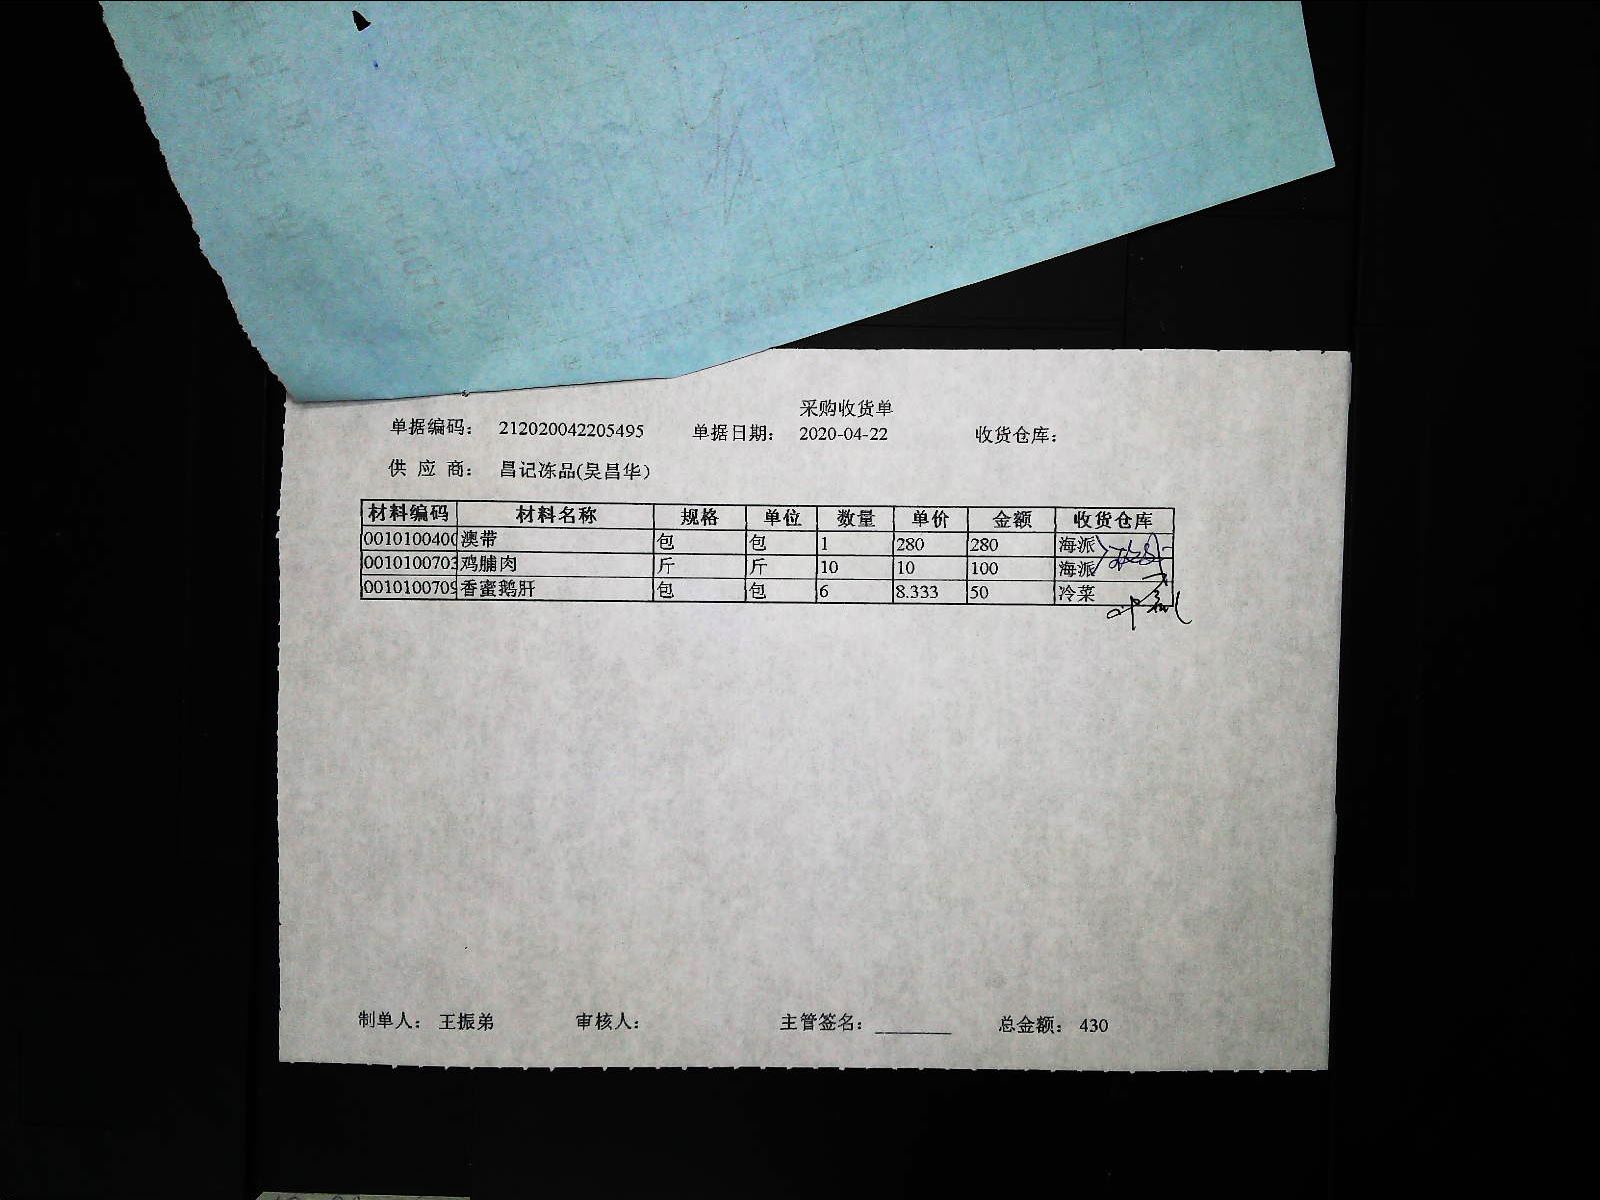 采购收货单
单据编码： 212020042205495 单据日期： 2020-04-22 收货仓库：
供 应 商： 昌记冻品(吴昌华）
材料编码 材料名称 规格 单位 数量 单价 金额 收货仓库
0010100400 澳带 包 包 1 280 280 海派
0010100703 鸡脯肉 斤 斤 10 10 100 海派
0010100709 香蜜鹅肝 包 包 6 8.333 50 冷菜
制单人： 王振弟 审核人： 主管签名： 总金额： 430